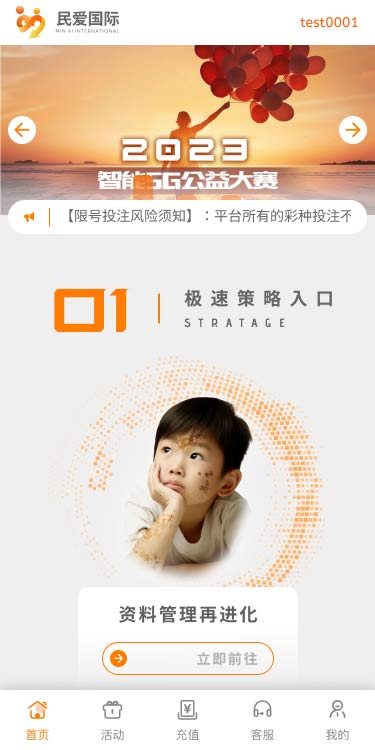 民爱国际
MIN AI INTERNATIONAL
test0001
2023
智能5G公益大赛
【限号投注风险须知】：平台所有的彩种投注不
01
极速策略入口
STRATAGE
资料管理再进化
立即前往
首页
活动
充值
客服
我的